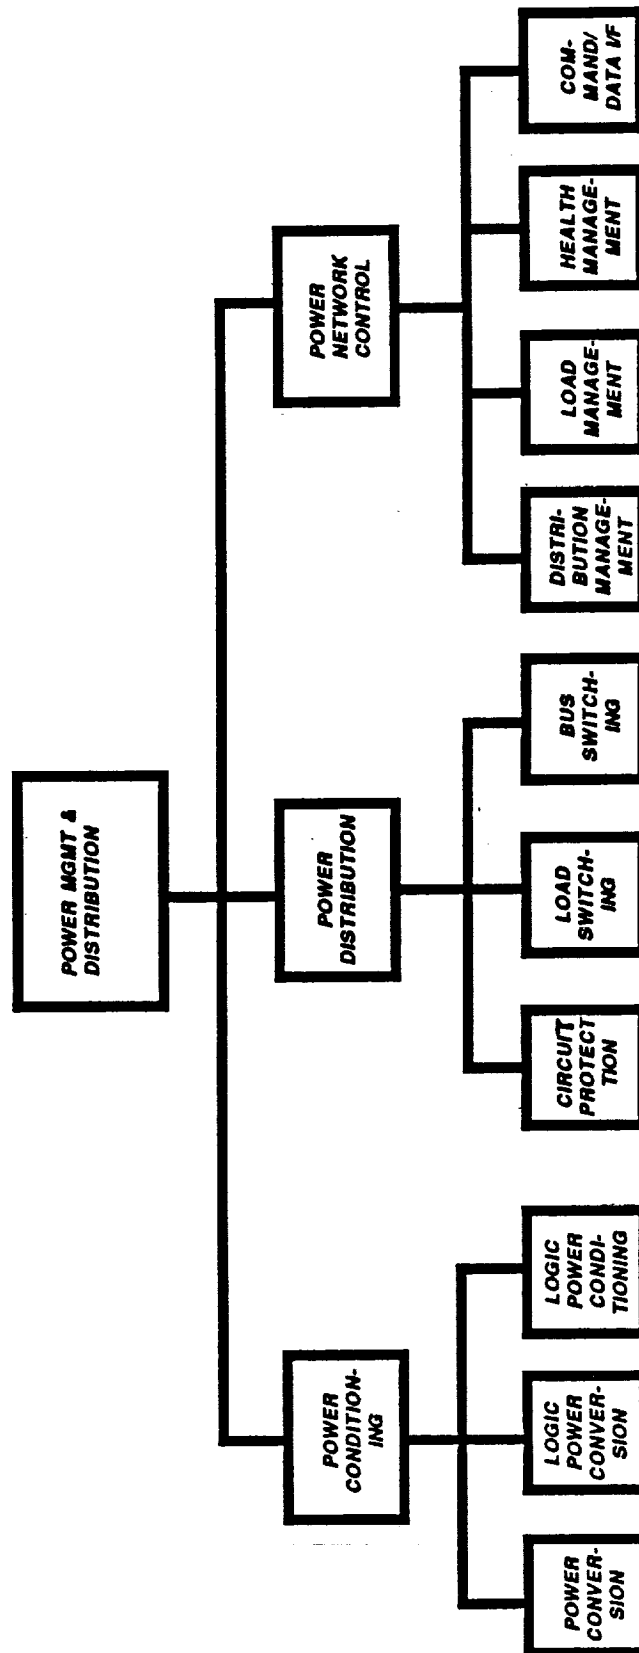 POWER MGMT &
DISTRIBUTION
POWER
CONDITION-
ING
POWER
DISTRIBUTION
POWER
NETWORK
CONTROL
POWER
CONVER-
SION
LOGIC
POWER
CONVER-
SION
LOGIC
POWER
CONDI-
TIONING
CIRCUIT
PROTECT
TION
LOAD
SWITCH-
ING
BUS
SWITCH-
ING
DISTRI-
BUTION
MANAGE-
MENT
LOAD
MANAGE-
MENT
HEALTH
MANAGE-
MENT
COM-
MAND/
DATA I/F